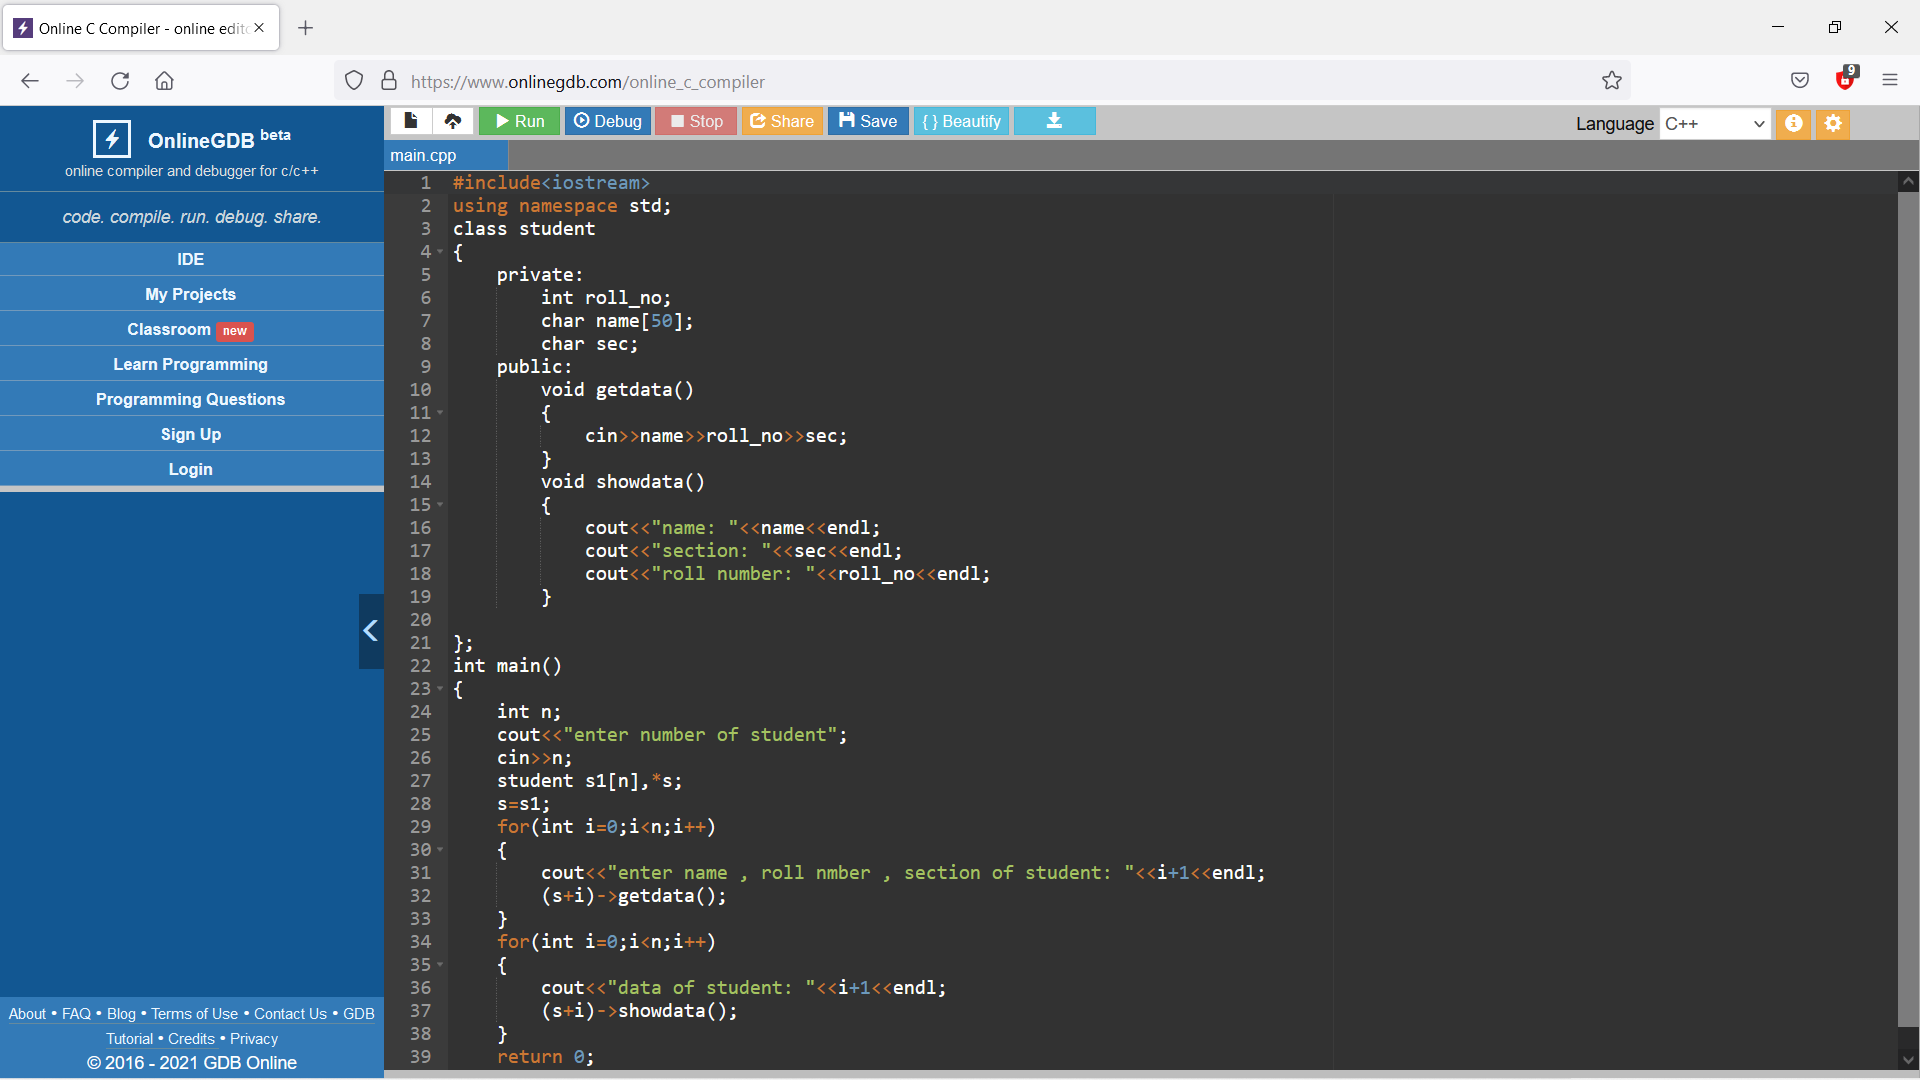 Online C Compiler - online edito
https://www.onlinegdb.com/online_c_compiler
9
OnlineGDB beta
online compiler and debugger for c/c++
code. compile. run. debug. share.
IDE
My Projects
Classroom new
Learn Programming
Programming Questions
Sign Up
Login
About • FAQ • Blog • Terms of Use • Contact Us • GDB
Tutorial • Credits • Privacy
© 2016 - 2021 GDB Online
Run Debug Stop Share Save { } Beautify
Language C++
main.cpp
1 #include<iostream>
2 using namespace std;
3 class student
4 {
5     private:
6         int roll_no;
7         char name[50];
8         char sec;
9     public:
10         void getdata()
11         {
12             cin>>name>>roll_no>>sec;
13         }
14         void showdata()
15         {
16             cout<<"name: "<<name<<endl;
17             cout<<"section: "<<sec<<endl;
18             cout<<"roll number: "<<roll_no<<endl;
19         }
20
21 };
22 int main()
23 {
24     int n;
25     cout<<"enter number of student";
26     cin>>n;
27     student s1[n],*s;
28     s=s1;
29     for(int i=0;i<n;i++)
30     {
31         cout<<"enter name , roll nmber , section of student: "<<i+1<<endl;
32         (s+i)->getdata();
33     }
34     for(int i=0;i<n;i++)
35     {
36         cout<<"data of student: "<<i+1<<endl;
37         (s+i)->showdata();
38     }
39     return 0;